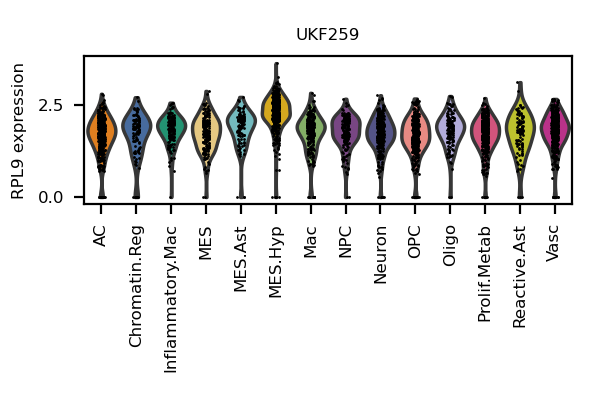 UKF259
RPL9 expression
2.5
0.0
AC
Chromatin.Reg
Inflammatory.Mac
MES
MES.Ast
MES.Hyp
Mac
NPC
Neuron
OPC
Oligo
Prolif.Metab
Reactive.Ast
Vasc